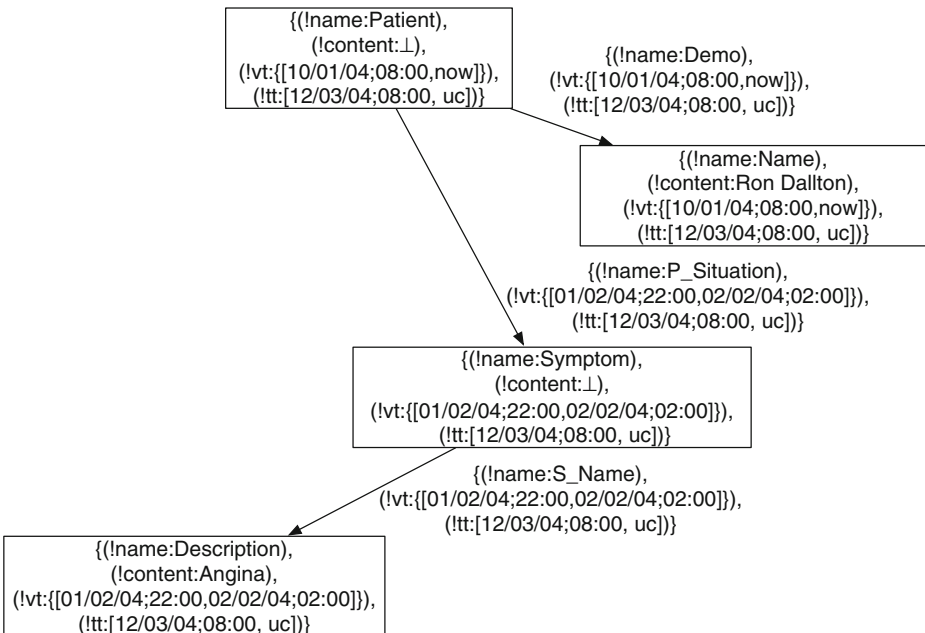 {(!name:Patient),
(!content:⊥),
(!vt:{[10/01/04;08:00,now]}),
(!tt:[12/03/04;08:00, uc])}
{(!name:Demo),
(!vt:{[10/01/04;08:00,now]}),
(!tt:[12/03/04;08:00, uc])}
{(!name:Name),
(!content:Ron Dallton),
(!vt:{[10/01/04;08:00,now]}),
(!tt:[12/03/04;08:00, uc])}
{(!name:P_Situation),
(!vt:{[01/02/04;22:00,02/02/04;02:00]}),
(!tt:[12/03/04;08:00, uc])}
{(!name:Symptom),
(!content:⊥),
(!vt:{[01/02/04;22:00,02/02/04;02:00]}),
(!tt:[12/03/04;08:00, uc])}
{(!name:S_Name),
(!vt:{[01/02/04;22:00,02/02/04;02:00]}),
(!tt:[12/03/04;08:00, uc])}
{(!name:Description),
(!content:Angina),
(!vt:{[01/02/04;22:00,02/02/04;02:00]}),
(!tt:[12/03/04;08:00, uc])}